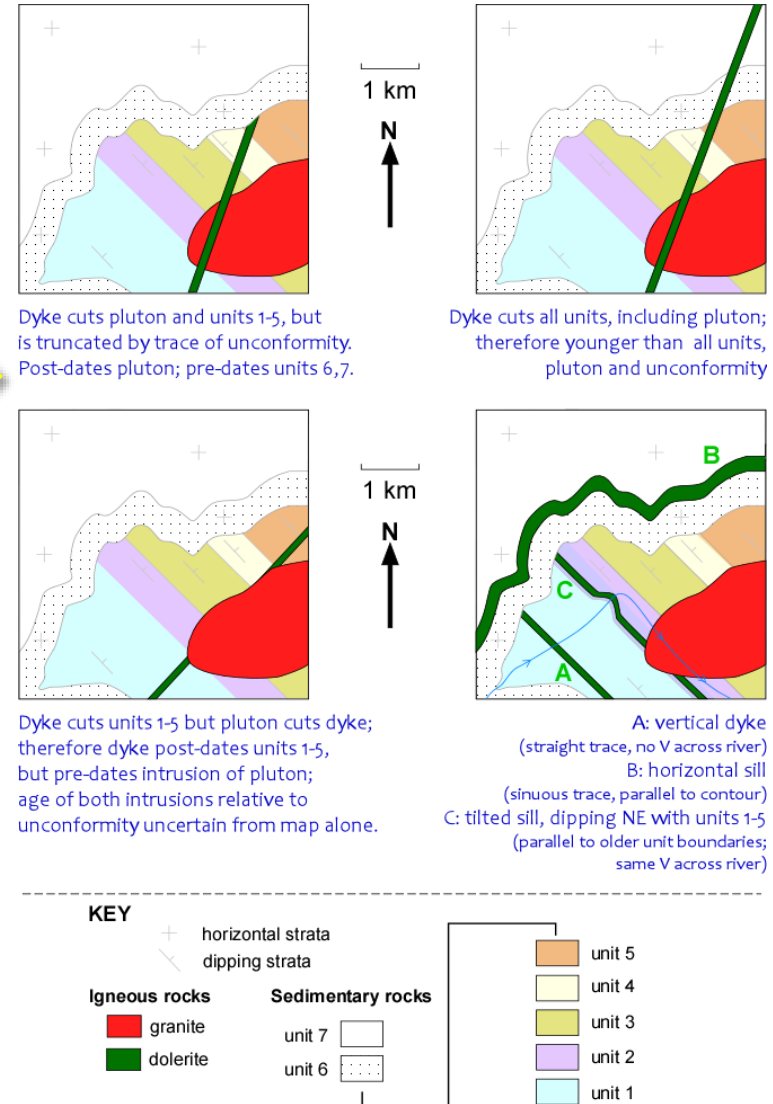 1 km
N
Dyke cuts pluton and units 1-5, but
is truncated by trace of unconformity.
Post-dates pluton; pre-dates units 6,7.
Dyke cuts all units, including pluton;
therefore younger than all units,
pluton and unconformity
B
C
A
1 km
N
Dyke cuts units 1-5 but pluton cuts dyke;
therefore dyke post-dates units 1-5,
but pre-dates intrusion of pluton;
age of both intrusions relative to
unconformity uncertain from map alone.
A: vertical dyke
(straight trace, no V across river)
B: horizontal sill
(sinuous trace, parallel to contour)
C: tilted sill, dipping NE with units 1-5
(parallel to older unit boundaries;
same V across river)
KEY
horizontal strata
dipping strata
Igneous rocks
granite
dolerite
Sedimentary rocks
unit 7
unit 6
unit 5
unit 4
unit 3
unit 2
unit 1